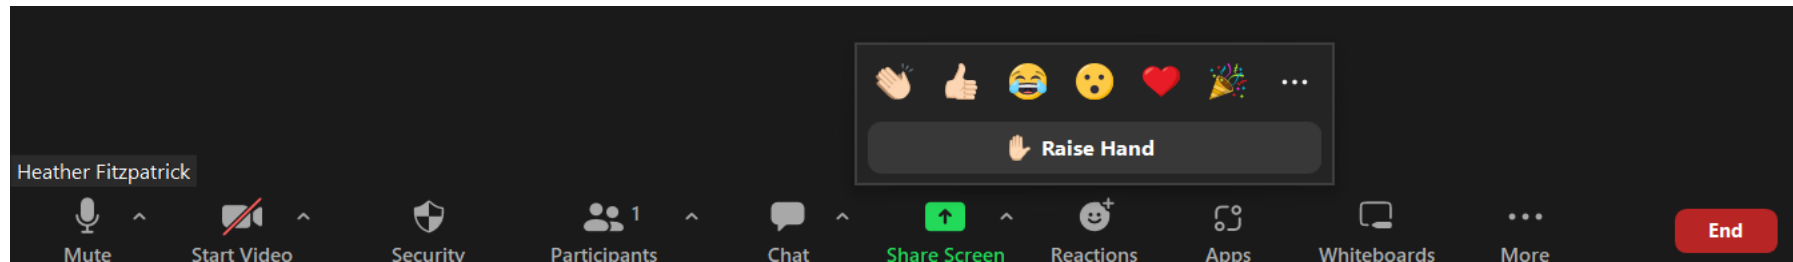 Raise Hand
Heather Fitzpatrick
1
Mute
Start Video
Security
Participants
Chat
Share Screen
Reactions
Apps
Whiteboards
More
End